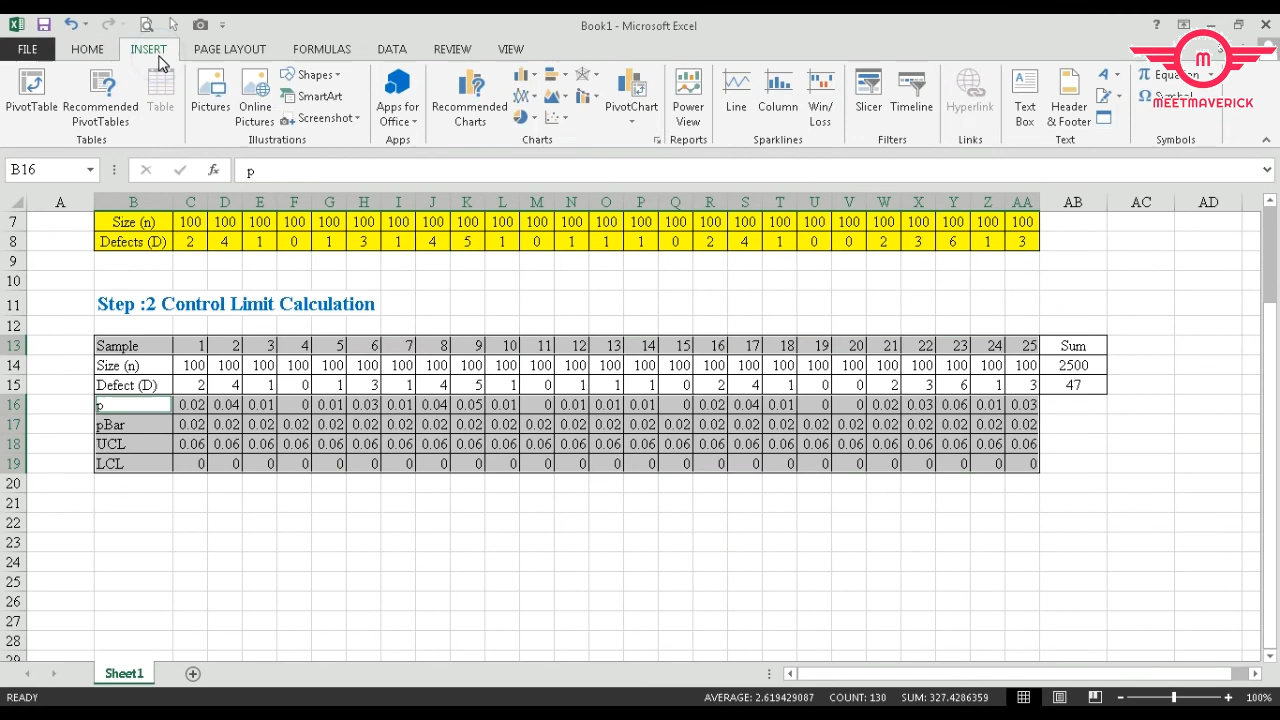 Book1 - Microsoft Excel
?
FILE HOME INSERT PAGE LAYOUT FORMULAS DATA REVIEW VIEW
M
MEETMAVERICK
PivotTable Recommended PivotTables Table Pictures Online Pictures Shapes SmartArt Screenshot Apps for Office Recommended Charts PivotChart Power View Line Column Win/Loss Slicer Timeline Hyperlink Text Box Header & Footer Equation Symbol
Tables Illustrations Apps Charts Reports Sparklines Filters Links Text Symbols
B16 fx p
A B C D E F G H I J K L M N O P Q R S T U V W X Y Z AA AB AC AD
7 Size (n) 100 100 100 100 100 100 100 100 100 100 100 100 100 100 100 100 100 100 100 100 100 100 100 100 100
8 Defects (D) 2 4 1 0 1 3 1 4 5 1 0 1 1 1 0 2 4 1 0 0 2 3 6 1 3
9
10
11 Step :2 Control Limit Calculation
12
13 Sample 1 2 3 4 5 6 7 8 9 10 11 12 13 14 15 16 17 18 19 20 21 22 23 24 25 Sum
14 Size (n) 100 100 100 100 100 100 100 100 100 100 100 100 100 100 100 100 100 100 100 100 100 100 100 100 100 2500
15 Defect (D) 2 4 1 0 1 3 1 4 5 1 0 1 1 1 0 2 4 1 0 0 2 3 6 1 3 47
16 p 0.02 0.04 0.01 0 0.01 0.03 0.01 0.04 0.05 0.01 0 0.01 0.01 0.01 0 0.02 0.04 0.01 0 0 0.02 0.03 0.06 0.01 0.03
17 pBar 0.02 0.02 0.02 0.02 0.02 0.02 0.02 0.02 0.02 0.02 0.02 0.02 0.02 0.02 0.02 0.02 0.02 0.02 0.02 0.02 0.02 0.02 0.02 0.02 0.02
18 UCL 0.06 0.06 0.06 0.06 0.06 0.06 0.06 0.06 0.06 0.06 0.06 0.06 0.06 0.06 0.06 0.06 0.06 0.06 0.06 0.06 0.06 0.06 0.06 0.06 0.06
19 LCL 0 0 0 0 0 0 0 0 0 0 0 0 0 0 0 0 0 0 0 0 0 0 0 0 0
20
21
22
23
24
25
26
27
28
Sheet1
READY AVERAGE: 2.619429087 COUNT: 130 SUM: 327.4286359 100%